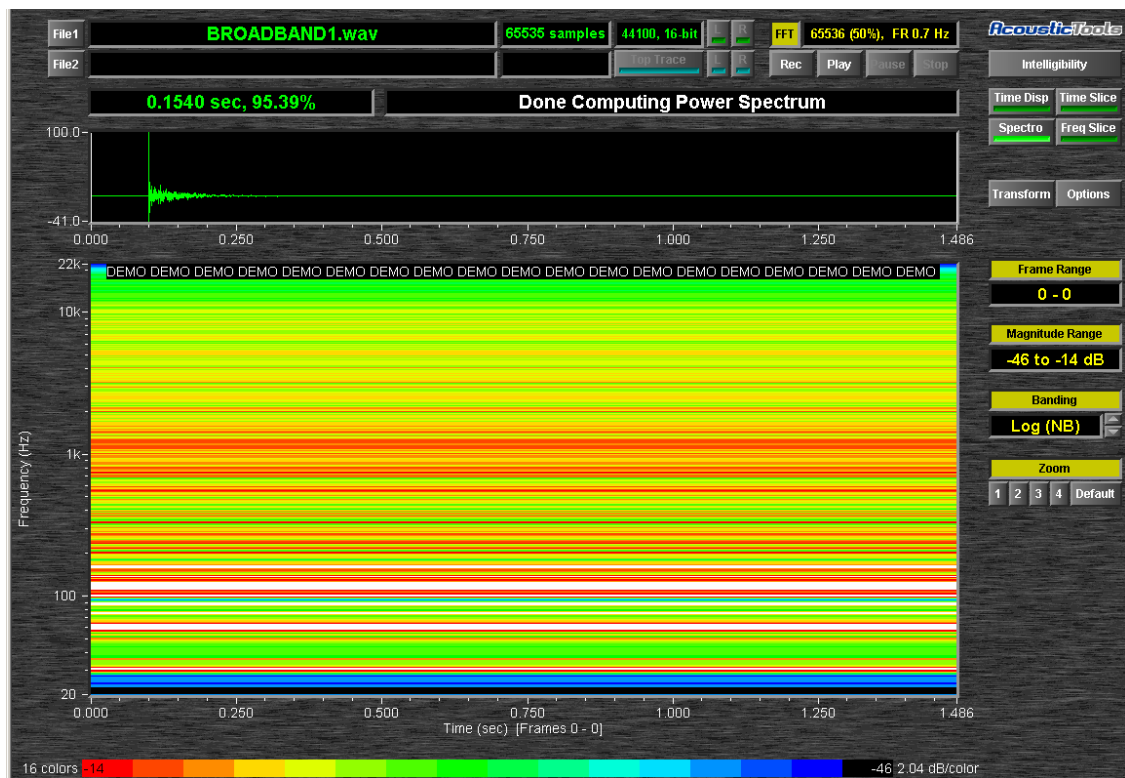 File1 BROADBAND1.wav 65535 samples 44100, 16-bit L R FFT 65536 (50%), FR 0.7 Hz AcousticTools
File2 Top Trace L R Rec Play Pause Stop Intelligibility
0.1540 sec, 95.39% Done Computing Power Spectrum Time Disp Time Slice
Spectro Freq Slice
100.0
Transform Options
-41.0
0.000 0.250 0.500 0.750 1.000 1.250 1.486
22k DEMO DEMO DEMO DEMO DEMO DEMO DEMO DEMO DEMO DEMO DEMO DEMO DEMO DEMO DEMO DEMO DEMO DEMO DEMO Frame Range
0 - 0
10k
Magnitude Range
-46 to -14 dB
Banding
Log (NB)
1k
Frequency (Hz)
Zoom
1 2 3 4 Default
100
20
0.000 0.250 0.500 0.750 1.000 1.250 1.486
Time (sec) [Frames 0 - 0]
16 colors -14 -46 2.04 dB/color